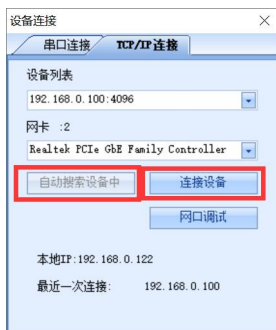 设备连接
串口连接 TCP/IP连接
设备列表
192.168.0.100:4096
网卡 :2
Realtek PCIe GbE Family Controller
自动搜索设备中 连接设备
网口调试
本地IP:192.168.0.122
最近一次连接: 192.168.0.100